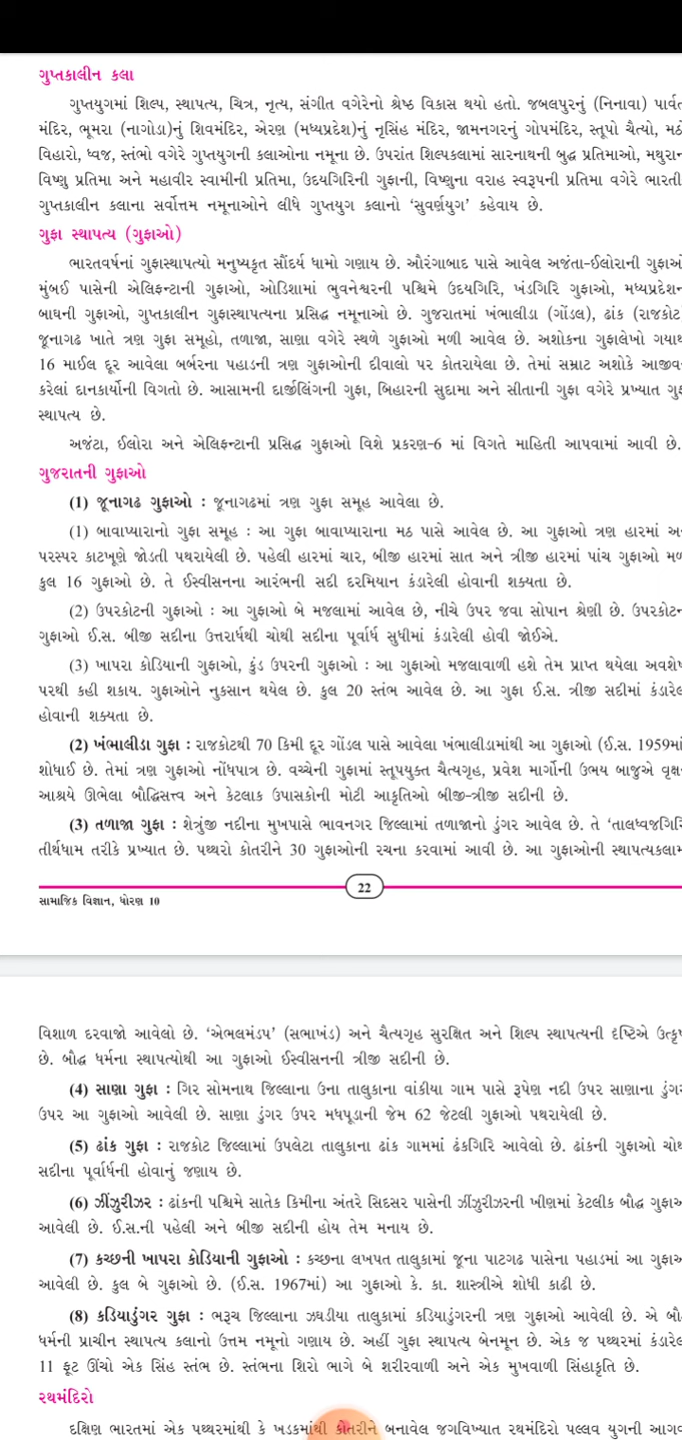 ગુપ્તકાલીન કલા
ગુપ્તયુગમાં શિલ્પ, સ્થાપત્ય, ચિત્ર, નૃત્ય, સંગીત વગેરેનો શ્રેષ્ઠ વિકાસ થયો હતો. જબલપુરનું (નિનાવા) પાર્વત
મંદિર, ભૂમરા (નાગોડા)નું શિવમંદિર, એરણ (મધ્યપ્રદેશ)નું નૃસિંહ મંદિર, જામનગરનું ગોપમંદિર, સ્તૂપો ચૈત્યો, મઠ
વિહારો, ધ્વજ, સ્તંભો વગેરે ગુપ્તયુગની કલાઓના નમૂના છે. ઉપરાંત શિલ્પકલામાં સારનાથની બુદ્ધ પ્રતિમાઓ, મથુરાન
વિષ્ણુ પ્રતિમા અને મહાવીર સ્વામીની પ્રતિમા, ઉદયગિરિની ગુફાની, વિષ્ણુના વરાહ સ્વરૂપની પ્રતિમા વગેરે ભારતી
ગુપ્તકાલીન કલાના સર્વોત્તમ નમૂનાઓને લીધે ગુપ્તયુગ કલાનો ‘સુવર્ણયુગ’ કહેવાય છે.
ગુફા સ્થાપત્ય (ગુફાઓ)
ભારતવર્ષનાં ગુફાસ્થાપત્યો મનુષ્યકૃત સૌંદર્ય ધામો ગણાય છે. ઔરંગાબાદ પાસે આવેલ અજંતા-ઈલોરાની ગુફાઓ
મુંબઈ પાસેની એલિફન્ટાની ગુફાઓ, ઓડિશામાં ભુવનેશ્વરની પશ્ચિમે ઉદયગિરિ, ખંડગિરિ ગુફાઓ, મધ્યપ્રદેશન
બાઘની ગુફાઓ, ગુપ્તકાલીન ગુફાસ્થાપત્યના પ્રસિદ્ધ નમૂનાઓ છે. ગુજરાતમાં ખંભાલીડા (ગોંડલ), ઢાંક (રાજકોટ
જૂનાગઢ ખાતે ત્રણ ગુફા સમૂહો, તળાજા, સાણા વગેરે સ્થળે ગુફાઓ મળી આવેલ છે. અશોકના ગુફાલેખો ગયાથ
16 માઈલ દૂર આવેલા બર્બરના પહાડની ત્રણ ગુફાઓની દીવાલો પર કોતરાયેલા છે. તેમાં સમ્રાટ અશોકે આજીવ
કરેલાં દાનકાર્યોની વિગતો છે. આસામની દાર્જીલિંગની ગુફા, બિહારની સુદામા અને સીતાની ગુફા વગેરે પ્રખ્યાત ગુફ
સ્થાપત્ય છે.
અજંટા, ઈલોરા અને એલિફન્ટાની પ્રસિદ્ધ ગુફાઓ વિશે પ્રકરણ-6 માં વિગતે માહિતી આપવામાં આવી છે.
ગુજરાતની ગુફાઓ
(1) જૂનાગઢ ગુફાઓ : જૂનાગઢમાં ત્રણ ગુફા સમૂહ આવેલા છે.
(1) બાવાપ્યારાનો ગુફા સમૂહ : આ ગુફા બાવાપ્યારાના મઠ પાસે આવેલ છે. આ ગુફાઓ ત્રણ હારમાં અ
પરસ્પર કાટખૂણે જોડતી પથરાયેલી છે. પહેલી હારમાં ચાર, બીજી હારમાં સાત અને ત્રીજી હારમાં પાંચ ગુફાઓ મળ
કુલ 16 ગુફાઓ છે. તે ઈસ્વીસનના આરંભની સદી દરમિયાન કંડારેલી હોવાની શક્યતા છે.
(2) ઉપરકોટની ગુફાઓ : આ ગુફાઓ બે મજલામાં આવેલ છે, નીચે ઉપર જવા સોપાન શ્રેણી છે. ઉપરકોટન
ગુફાઓ ઈ.સ. બીજી સદીના ઉત્તરાર્ધથી ચોથી સદીના પૂર્વાર્ધ સુધીમાં કંડારેલી હોવી જોઈએ.
(3) ખાપરા કોડિયાની ગુફાઓ, કુંડ ઉપરની ગુફાઓ : આ ગુફાઓ મજલાવાળી હશે તેમ પ્રાપ્ત થયેલા અવશે
પરથી કહી શકાય. ગુફાઓને નુકસાન થયેલ છે. કુલ 20 સ્તંભ આવેલ છે. આ ગુફા ઈ.સ. ત્રીજી સદીમાં કંડારેલ
હોવાની શક્યતા છે.
(2) ખંભાલીડા ગુફા : રાજકોટથી 70 કિમી દૂર ગોંડલ પાસે આવેલા ખંભાલીડામાંથી આ ગુફાઓ (ઈ.સ. 1959માં
શોધાઈ છે. તેમાં ત્રણ ગુફાઓ નોંધપાત્ર છે. વચ્ચેની ગુફામાં સ્તૂપયુક્ત ચૈત્યગૃહ, પ્રવેશ માર્ગોની ઉભય બાજુએ વૃક્ષ
આશ્રયે ઊભેલા બૌદ્ધિસત્ત્વ અને કેટલાક ઉપાસકોની મોટી આકૃતિઓ બીજી-ત્રીજી સદીની છે.
(3) તળાજા ગુફા : શેત્રુંજી નદીના મુખપાસે ભાવનગર જિલ્લામાં તળાજાનો ડુંગર આવેલ છે. તે ‘તાલધ્વજગિરિ
તીર્થધામ તરીકે પ્રખ્યાત છે. પથ્થરો કોતરીને 30 ગુફાઓની રચના કરવામાં આવી છે. આ ગુફાઓની સ્થાપત્યકલામ
22
સામાજિક વિજ્ઞાન, ધોરણ 10
વિશાળ દરવાજો આવેલો છે. ‘એભલમંડપ’ (સભાખંડ) અને ચૈત્યગૃહ સુરક્ષિત અને શિલ્પ સ્થાપત્યની દૃષ્ટિએ ઉત્કૃષ
છે. બૌદ્ધ ધર્મના સ્થાપત્યોથી આ ગુફાઓ ઈસ્વીસનની ત્રીજી સદીની છે.
(4) સાણા ગુફા : ગિર સોમનાથ જિલ્લાના ઉના તાલુકાના વાંકીયા ગામ પાસે રૂપેણ નદી ઉપર સાણાના ડુંગર
ઉપર આ ગુફાઓ આવેલી છે. સાણા ડુંગર ઉપર મધપૂડાની જેમ 62 જેટલી ગુફાઓ પથરાયેલી છે.
(5) ઢાંક ગુફા : રાજકોટ જિલ્લામાં ઉપલેટા તાલુકાના ઢાંક ગામમાં ઢંકગિરિ આવેલો છે. ઢાંકની ગુફાઓ ચોથ
સદીના પૂર્વાર્ધની હોવાનું જણાય છે.
(6) ઝીંઝુરીઝર : ઢાંકની પશ્ચિમે સાતેક કિમીના અંતરે સિદસર પાસેની ઝીંઝુરીઝરની ખીણમાં કેટલીક બૌદ્ધ ગુફાઓ
આવેલી છે. ઈ.સ.ની પહેલી અને બીજી સદીની હોય તેમ મનાય છે.
(7) કચ્છની ખાપરા કોડિયાની ગુફાઓ : કચ્છના લખપત તાલુકામાં જૂના પાટગઢ પાસેના પહાડમાં આ ગુફાઓ
આવેલી છે. કુલ બે ગુફાઓ છે. (ઈ.સ. 1967માં) આ ગુફાઓ કે. કા. શાસ્ત્રીએ શોધી કાઢી છે.
(8) કડિયાડુંગર ગુફા : ભરૂચ જિલ્લાના ઝઘડીયા તાલુકામાં કડિયાડુંગરની ત્રણ ગુફાઓ આવેલી છે. એ બૌ
ધર્મની પ્રાચીન સ્થાપત્ય કલાનો ઉત્તમ નમૂનો ગણાય છે. અહીં ગુફા સ્થાપત્ય બેનમૂન છે. એક જ પથ્થરમાં કંડારેલ
11 ફૂટ ઊંચો એક સિંહ સ્તંભ છે. સ્તંભના શિરો ભાગે બે શરીરવાળી અને એક મુખવાળી સિંહાકૃતિ છે.
રથમંદિરો
દક્ષિણ ભારતમાં એક પથ્થરમાંથી કે ખડકમાંથી કોતરીને બનાવેલ જગવિખ્યાત રથમંદિરો પલ્લવ યુગની આગવ